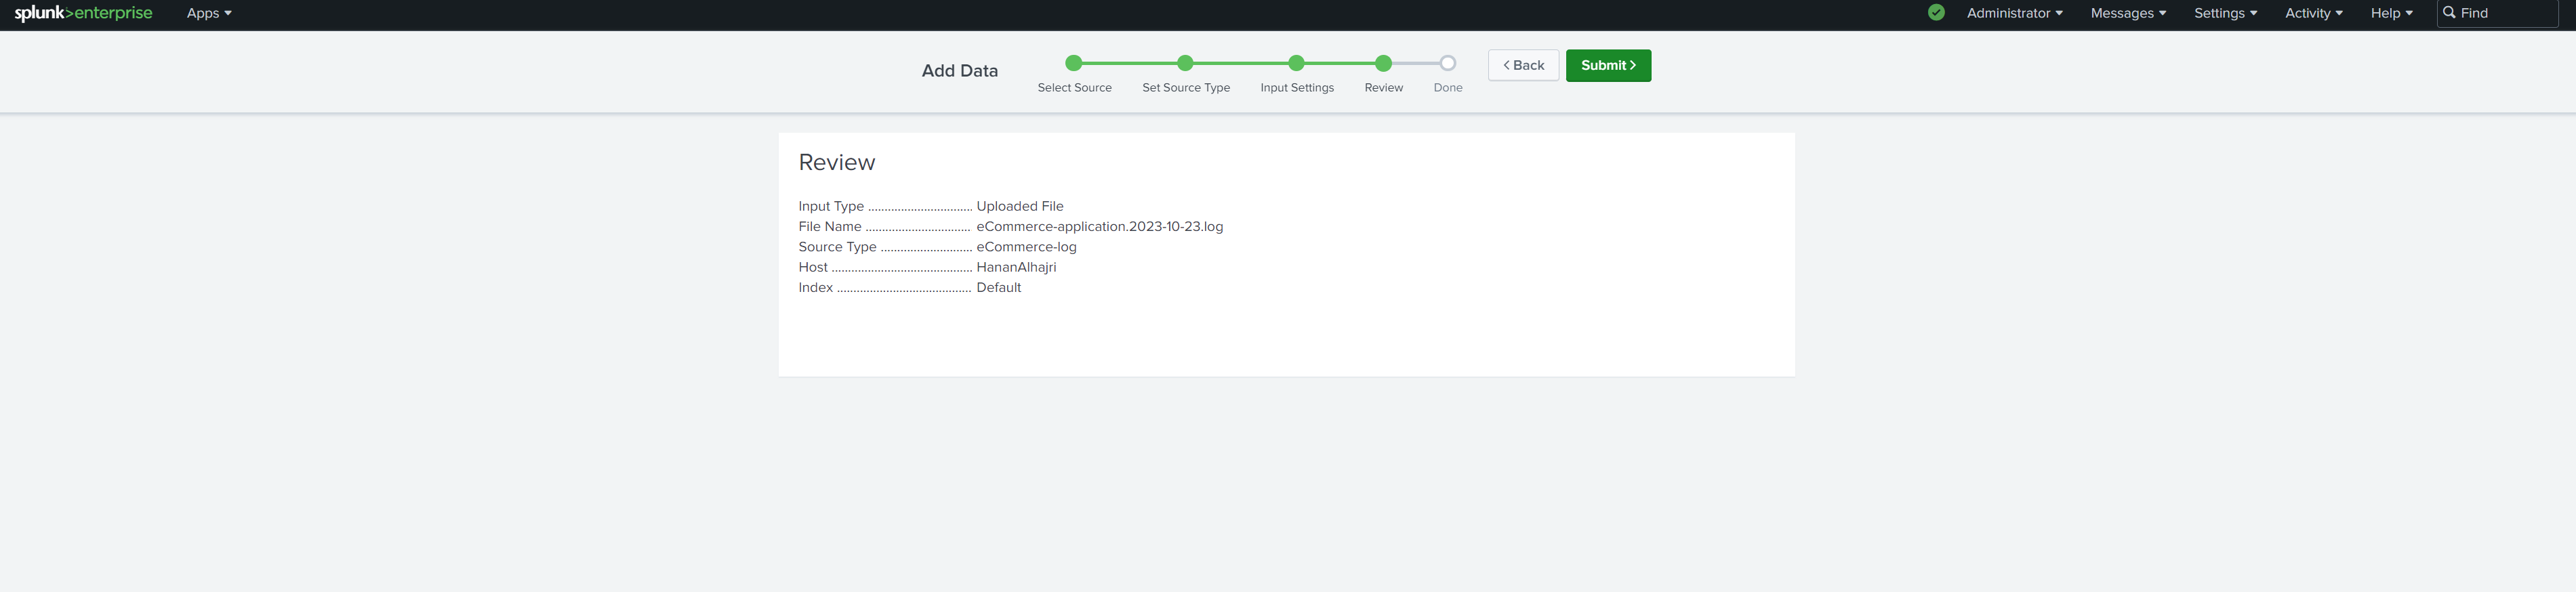 splunk>enterprise Apps Administrator Messages Settings Activity Help Find
Add Data
Select Source Set Source Type Input Settings Review Done
< Back Submit >
Review
Input Type ................................ Uploaded File
File Name ................................ eCommerce-application.2023-10-23.log
Source Type ............................ eCommerce-log
Host ........................................... HananAlhajri
Index ......................................... Default